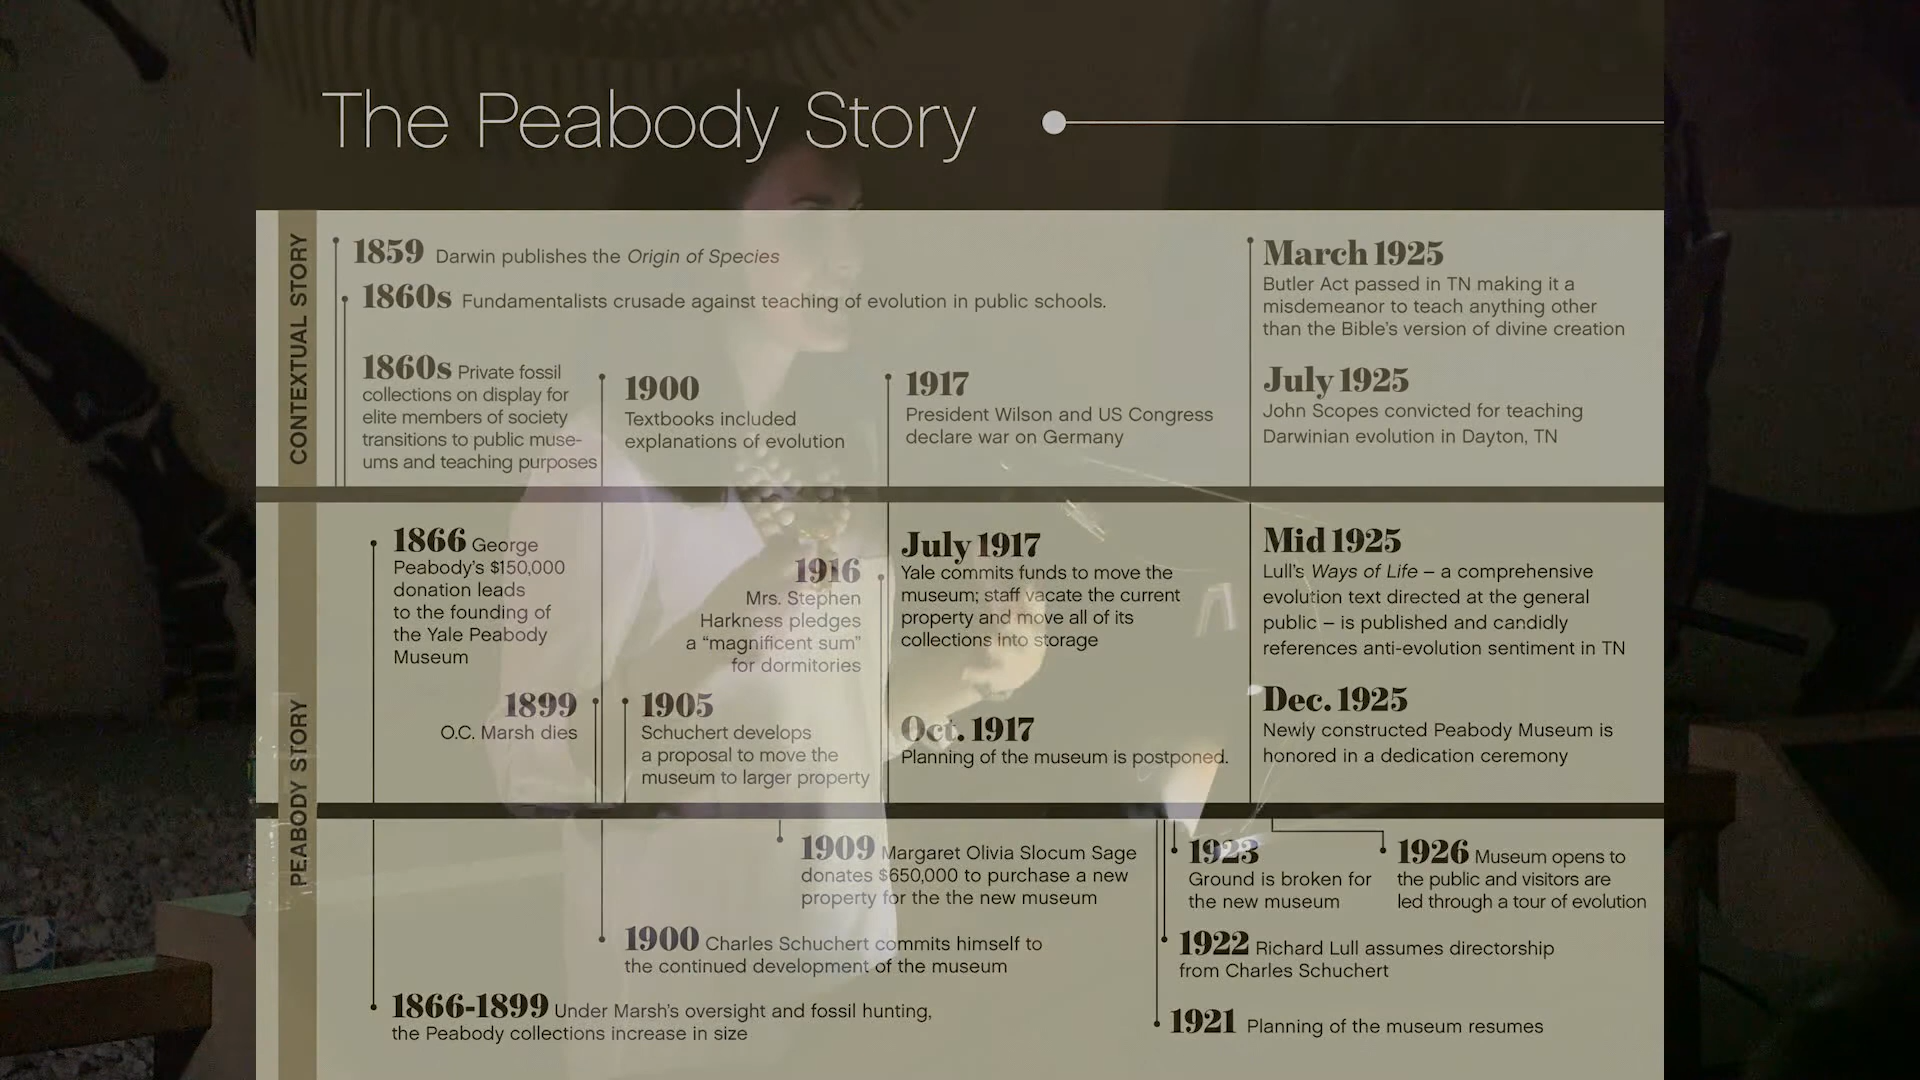 The Peabody Story
CONTEXTUAL STORY
1859 Darwin publishes the Origin of Species
1860s Fundamentalists crusade against teaching of evolution in public schools.
1860s Private fossil
collections on display for
elite members of society
transitions to public muse-
ums and teaching purposes
1900
Textbooks included
explanations of evolution
1917
President Wilson and US Congress
declare war on Germany
March 1925
Butler Act passed in TN making it a
misdemeanor to teach anything other
than the Bible's version of divine creation
July 1925
John Scopes convicted for teaching
Darwinian evolution in Dayton, TN
PEABODY STORY
1866 George
Peabody's $150,000
donation leads
to the founding of
the Yale Peabody
Museum
1899
O.C. Marsh dies
1905
Schuchert develops
a proposal to move the
museum to larger property
1916
Mrs. Stephen
Harkness pledges
a “magnificent sum”
for dormitories
July 1917
Yale commits funds to move the
museum; staff vacate the current
property and move all of its
collections into storage
Oct. 1917
Planning of the museum is postponed.
Mid 1925
Lull's Ways of Life – a comprehensive
evolution text directed at the general
public – is published and candidly
references anti-evolution sentiment in TN
Dec. 1925
Newly constructed Peabody Museum is
honored in a dedication ceremony
1909 Margaret Olivia Slocum Sage
donates $650,000 to purchase a new
property for the the new museum
1900 Charles Schuchert commits himself to
the continued development of the museum
1866-1899 Under Marsh's oversight and fossil hunting,
the Peabody collections increase in size
1923
Ground is broken for
the new museum
1926 Museum opens to
the public and visitors are
led through a tour of evolution
1922 Richard Lull assumes directorship
from Charles Schuchert
1921 Planning of the museum resumes